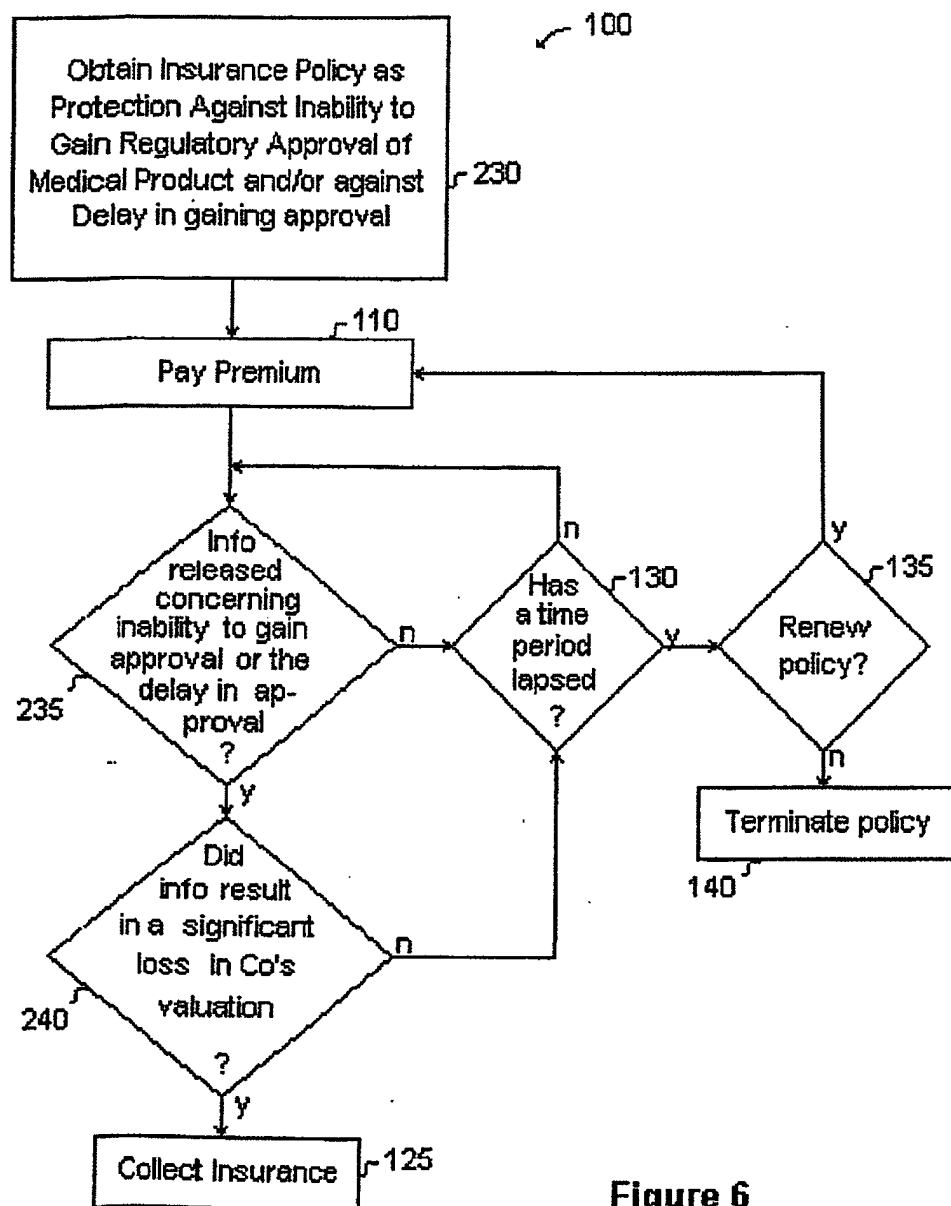 100
Obtain Insurance Policy as
Protection Against Inability to
Gain Regulatory Approval of
Medical Product and/or against
Delay in gaining approval
230
110
Pay Premium
Info
released
concerning
inability to gain
approval or the
delay in ap-
proval
?
235
n
y
Has
a time
period
lapsed
?
130
n
y
Renew
policy?
135
y
n
Terminate policy
140
Did
info result
in a significant
loss in Co's
valuation
?
240
n
y
Collect Insurance
125
Figure 6